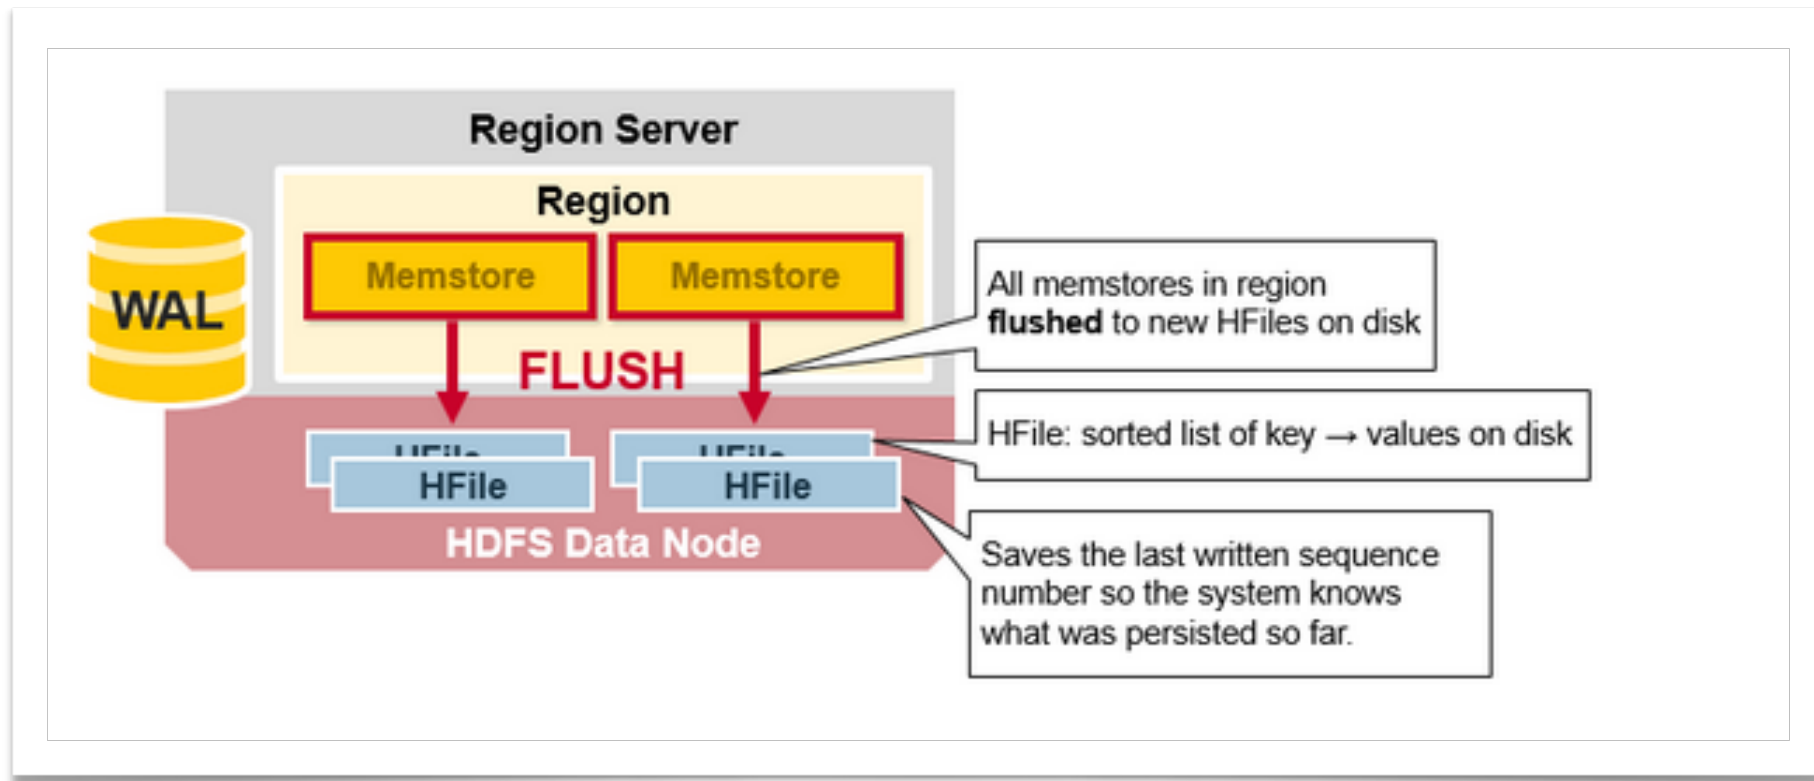 Region Server
Region
Memstore
Memstore
WAL
FLUSH
HFile
HFile
HFile
HFile
HDFS Data Node
All memstores in region
flushed to new HFiles on disk
HFile: sorted list of key → values on disk
Saves the last written sequence
number so the system knows
what was persisted so far.